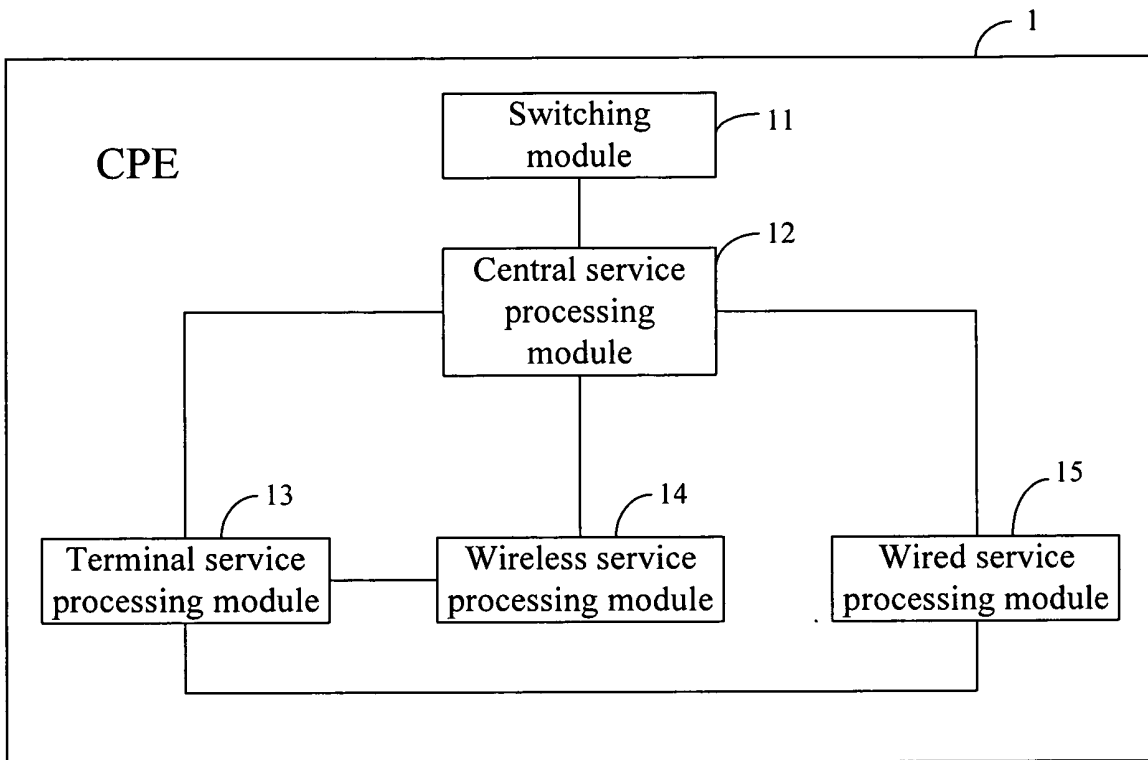 1
Switching
module
11
CPE
12
Central service
processing
module
13
14
15
Terminal service
processing module
Wireless service
processing module
Wired service
processing module